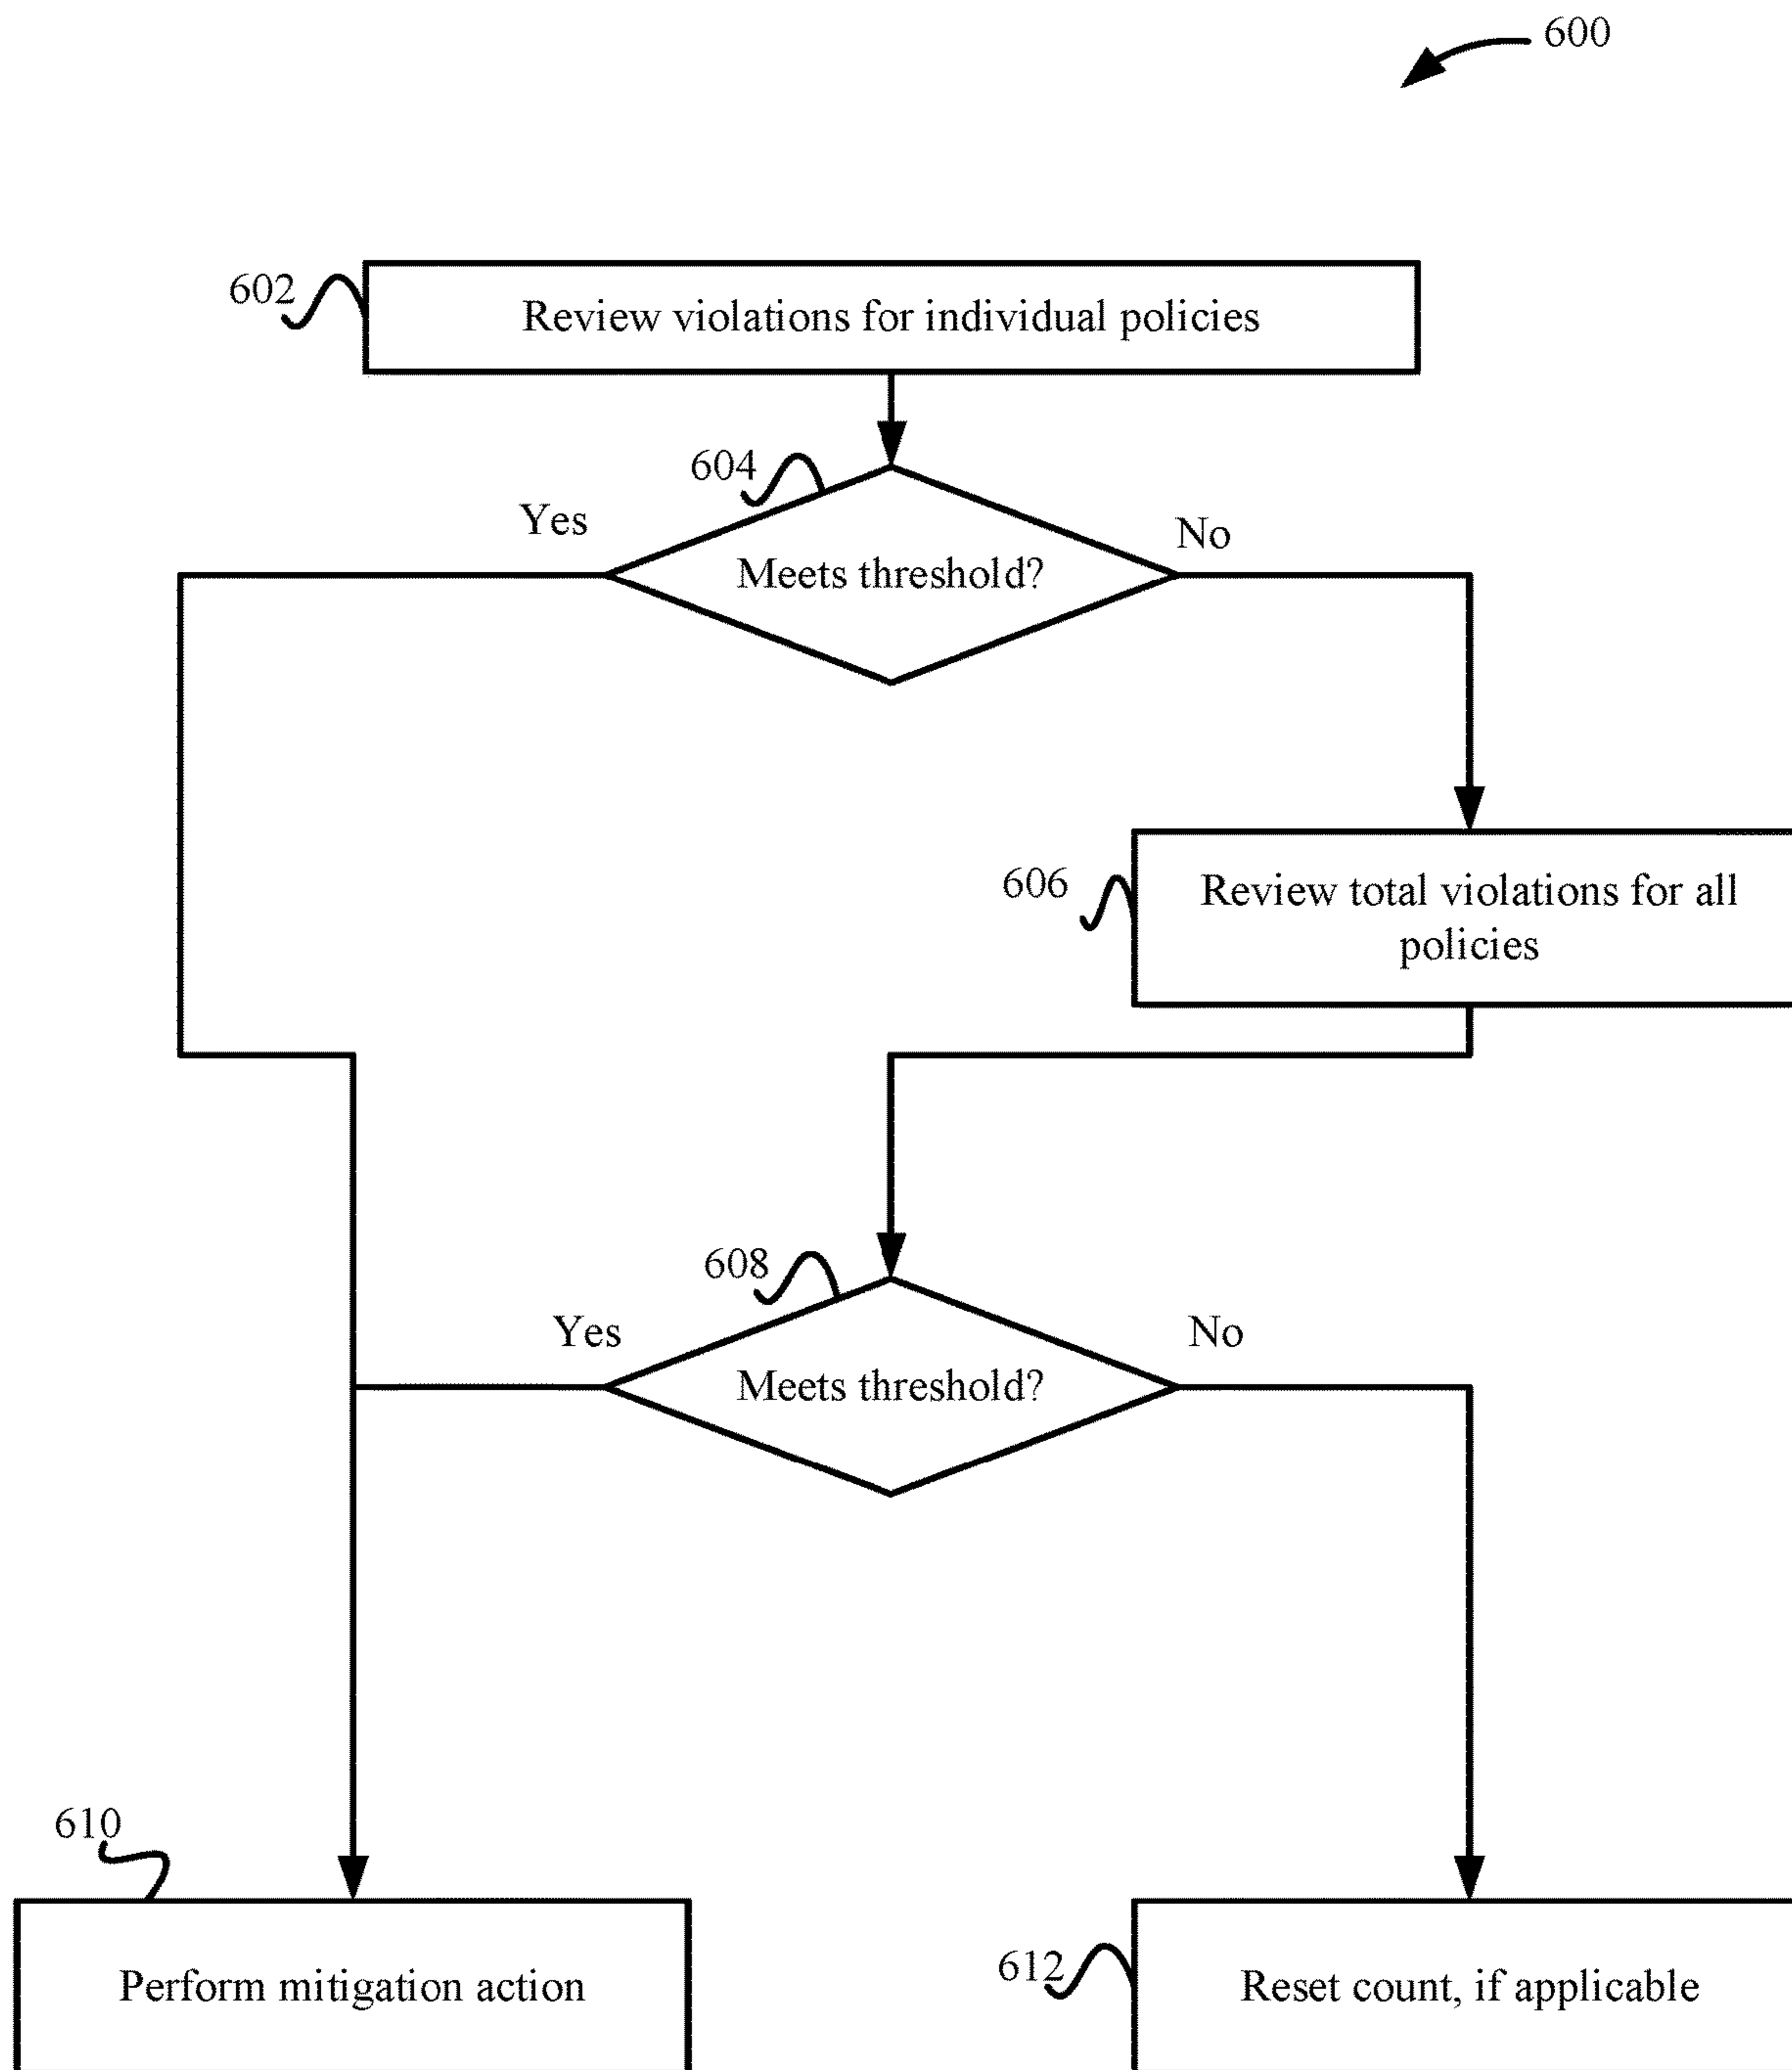 600
602
Review violations for individual policies
604
Yes
No
Meets threshold?
606
Review total violations for all
policies
608
Yes
No
Meets threshold?
610
Perform mitigation action
612
Reset count, if applicable